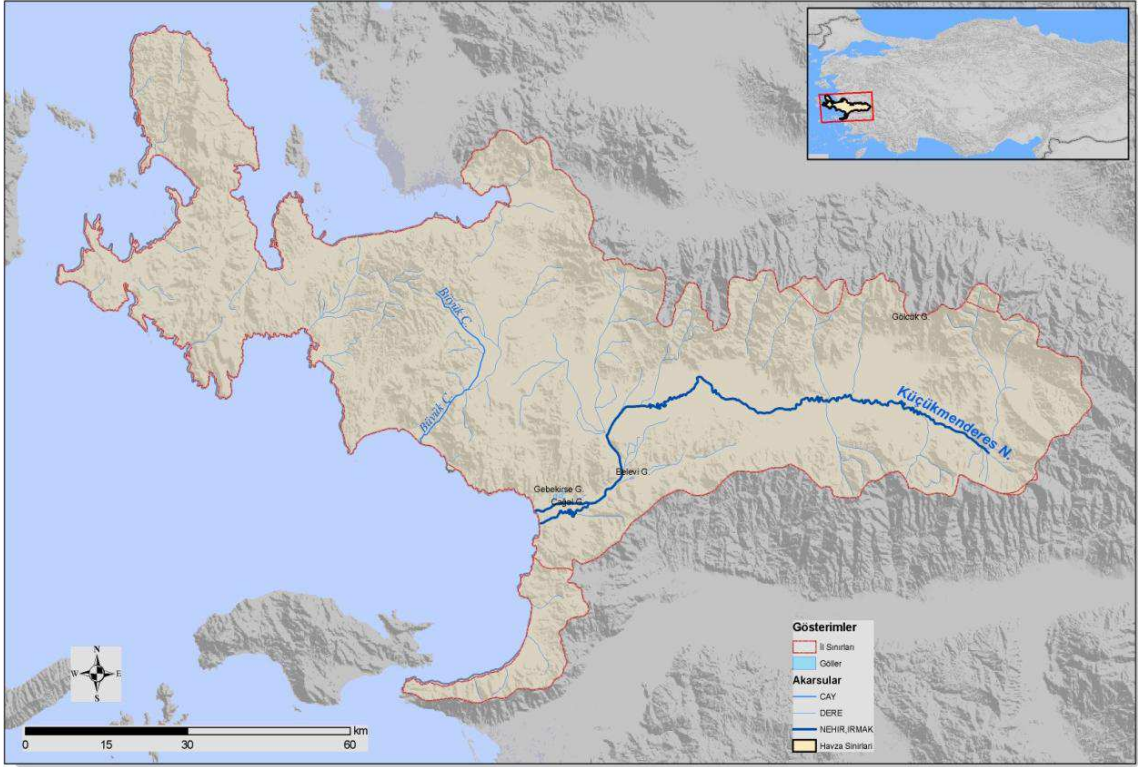 Büyük Ç.
Büyük Ç.
Gölcük G.
Küçükmenderes N.
Belevi G.
Gebekirse G.
Çağal G.
N
W E
S
km
0 15 30 60
Gösterimler
İl Sınırları
Göller
Akarsular
CAY
DERE
NEHIR,IRMAK
Havza Sinirlari